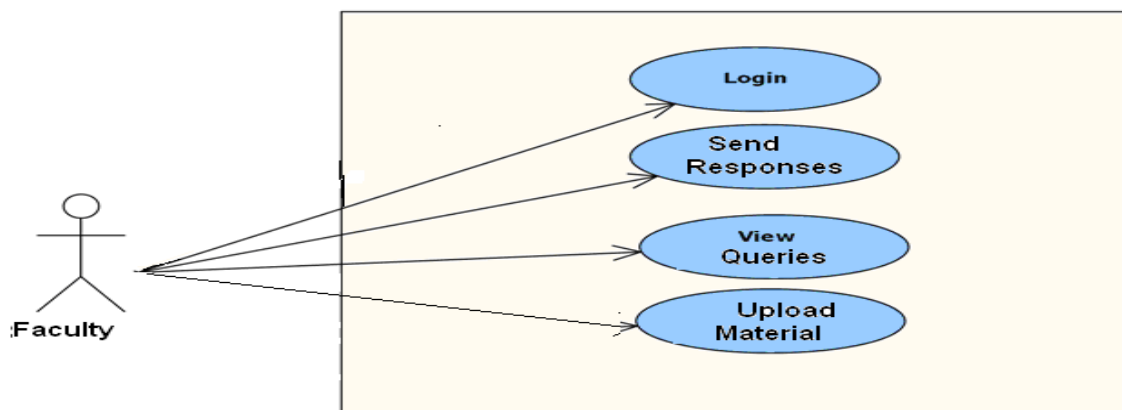 Login
Send
Responses
View
Queries
Upload
Material
:Faculty